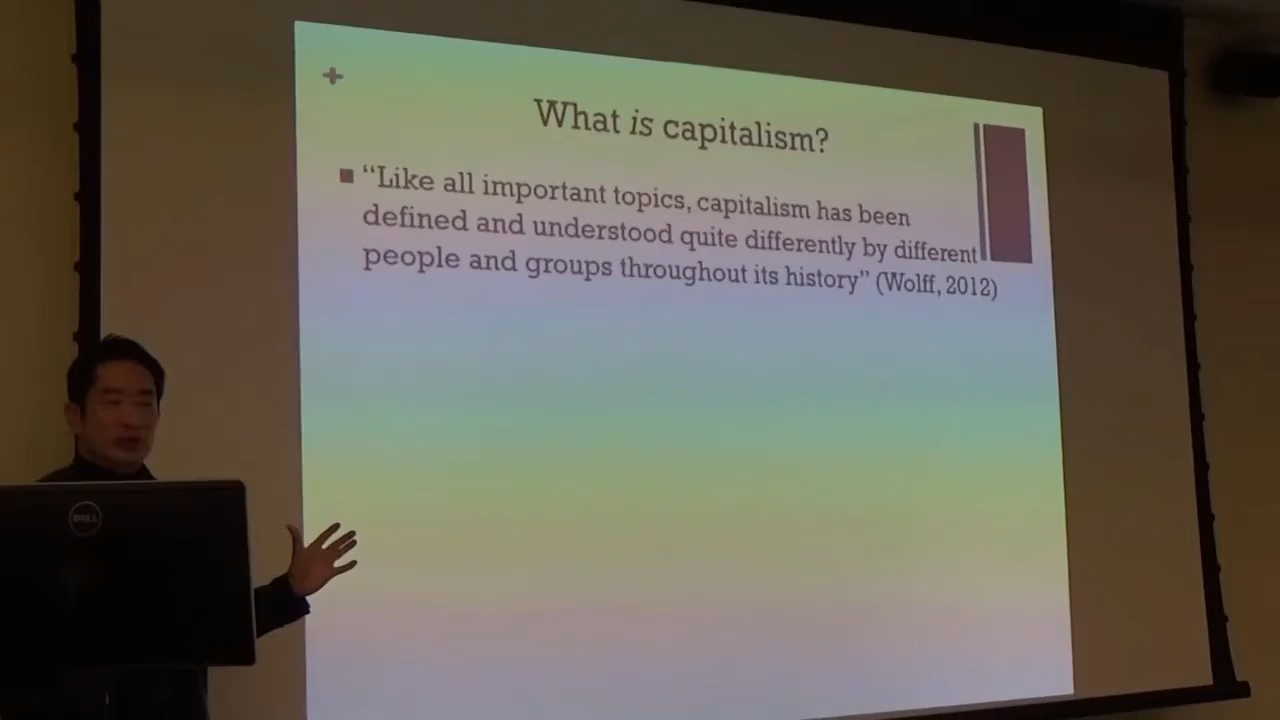 What is capitalism?
“Like all important topics, capitalism has been
defined and understood quite differently by different
people and groups throughout its history” (Wolff, 2012)
DELL